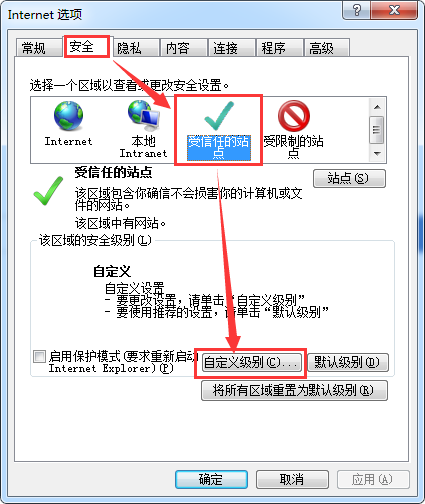 Internet 选项
常规 安全 隐私 内容 连接 程序 高级
选择一个区域以查看或更改安全设置。
Internet
本地
Intranet
受信任的站
点
受限制的站
点
受信任的站点
站点(S)
该区域包含你确信不会损害你的计算机或文
件的网站。
该区域中有网站。
该区域的安全级别(L)
自定义
自定义设置
- 要更改设置，请单击“自定义级别”
- 要使用推荐的设置，请单击“默认级别”
启用保护模式(要求重新启动
Internet Explorer)(P)
自定义级别(C)...
默认级别(D)
将所有区域重置为默认级别(R)
确定 取消 应用(A)